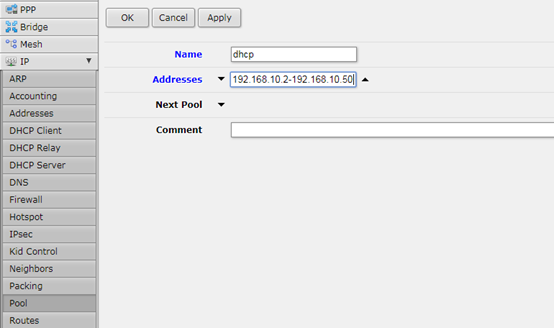 PPP
Bridge
Mesh
IP
ARP
Accounting
Addresses
DHCP Client
DHCP Relay
DHCP Server
DNS
Firewall
Hotspot
IPsec
Kid Control
Neighbors
Packing
Pool
Routes
OK Cancel Apply
Name dhcp
Addresses 192.168.10.2-192.168.10.50
Next Pool
Comment